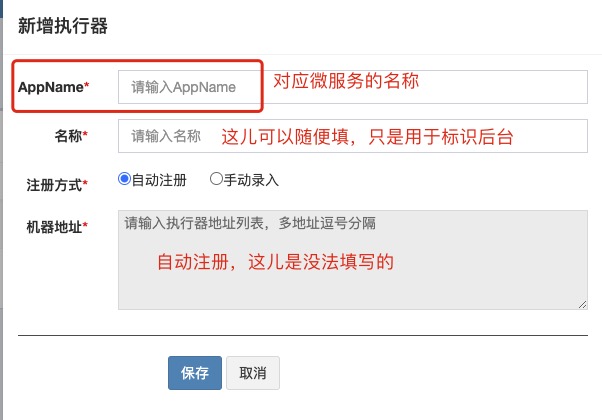 新增执行器
AppName* 请输入AppName 对应微服务的名称
名称* 请输入名称 这儿可以随便填，只是用于标识后台
注册方式* 自动注册 手动录入
机器地址* 请输入执行器地址列表，多地址逗号分隔
自动注册，这儿是没法填写的
保存 取消